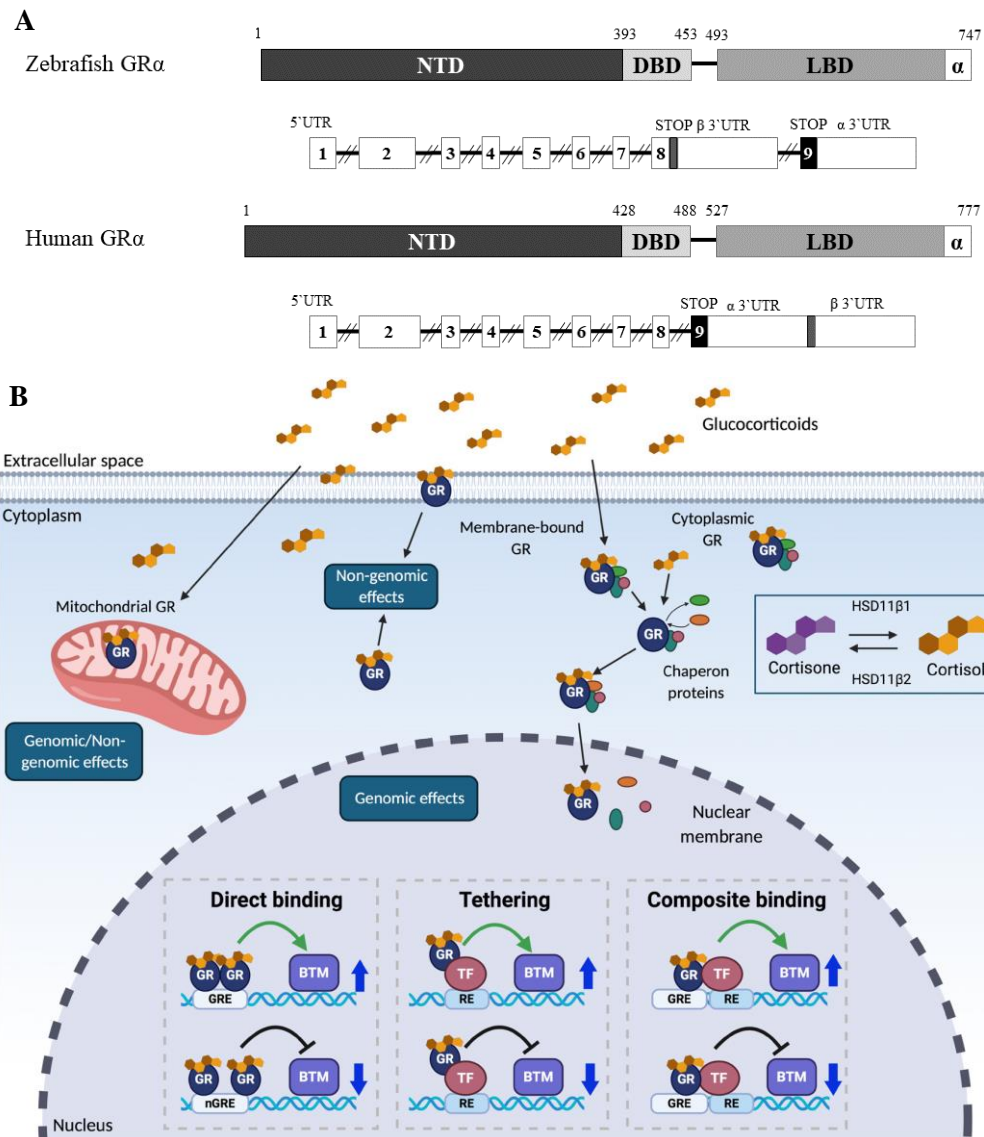 A
1 393 453 493 747
Zebrafish GRα NTD DBD LBD α
5`UTR STOP β 3`UTR STOP α 3`UTR
1 2 3 4 5 6 7 8 9
1 428 488 527 777
Human GRα NTD DBD LBD α
5`UTR STOP α 3`UTR β 3`UTR
1 2 3 4 5 6 7 8 9
B
Glucocorticoids
Extracellular space
GR
Cytoplasm
Membrane-bound
GR
Cytoplasmic
GR
GR
GR
Non-genomic
effects
Mitochondrial GR
GR
GR
GR
Chaperon
proteins
GR
HSD11β1
Cortisone Cortisol
HSD11β2
Genomic/Non-
genomic effects
Genomic effects
GR
Nuclear
membrane
Direct binding
GR GR BTM
GRE
GR GR BTM
nGRE
Tethering
GR
TF BTM
RE
GR
TF BTM
RE
Composite binding
GR TF BTM
GRE RE
GR TF BTM
GRE RE
Nucleus